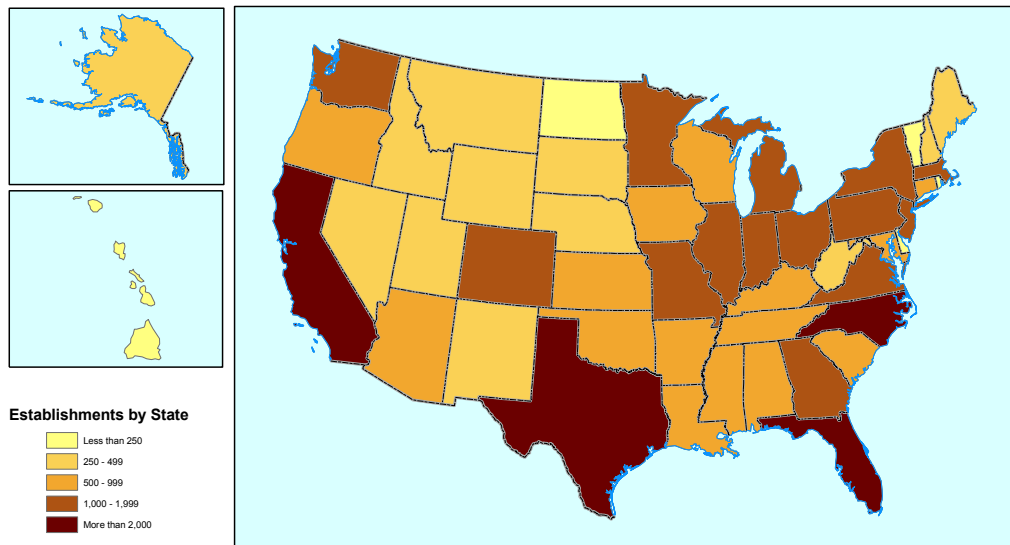 Establishments by State
Less than 250
250 - 499
500 - 999
1,000 - 1,999
More than 2,000